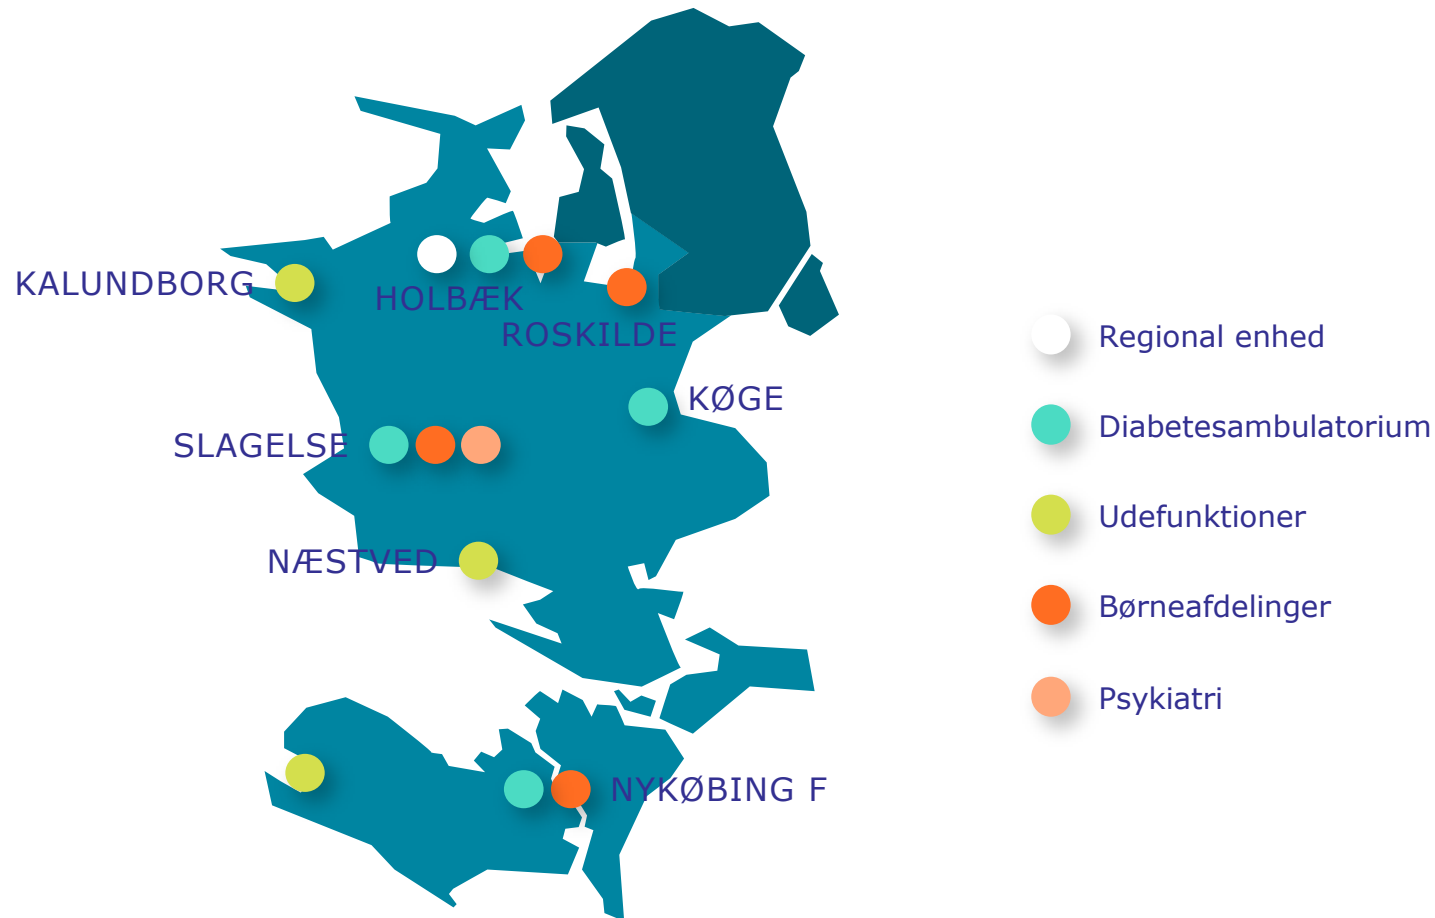 KALUNDBORG
HOLBÆK
ROSKILDE
KØGE
SLAGELSE
NÆSTVED
NYKØBING F
Regional enhed
Diabetesambulatorium
Udefunktioner
Børneafdelinger
Psykiatri